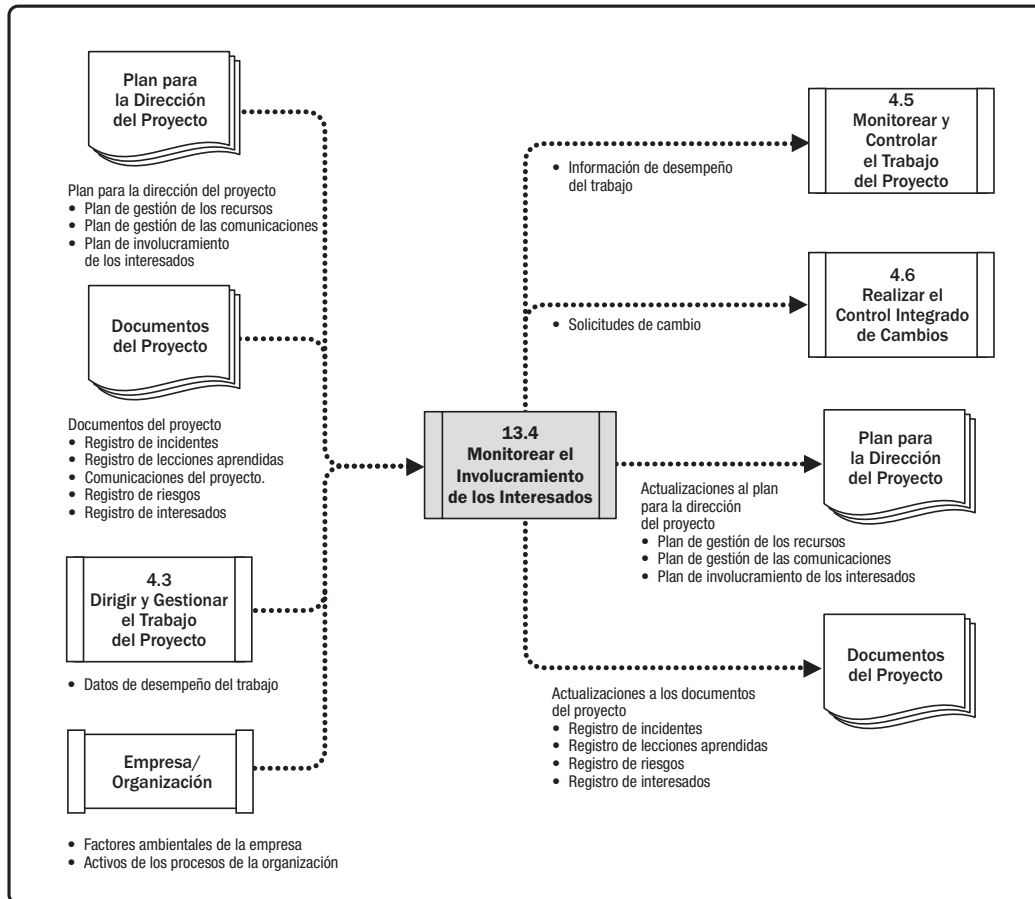 Plan para
la Dirección
del Proyecto
Plan para la dirección del proyecto
• Plan de gestión de los recursos
• Plan de gestión de las comunicaciones
• Plan de involucramiento
de los interesados
Documentos
del Proyecto
Documentos del proyecto
• Registro de incidentes
• Registro de lecciones aprendidas
• Comunicaciones del proyecto.
• Registro de riesgos
• Registro de interesados
4.3
Dirigir y Gestionar
el Trabajo
del Proyecto
• Datos de desempeño del trabajo
Empresa/
Organización
• Factores ambientales de la empresa
• Activos de los procesos de la organización
13.4
Monitorear el
Involucramiento
de los Interesados
• Información de desempeño
del trabajo
4.5
Monitorear y
Controlar
el Trabajo
del Proyecto
• Solicitudes de cambio
4.6
Realizar el
Control Integrado
de Cambios
Actualizaciones al plan
para la dirección
del proyecto
• Plan de gestión de los recursos
• Plan de gestión de las comunicaciones
• Plan de involucramiento de los interesados
Plan para
la Dirección
del Proyecto
Actualizaciones a los documentos
del proyecto
• Registro de incidentes
• Registro de lecciones aprendidas
• Registro de riesgos
• Registro de interesados
Documentos
del Proyecto